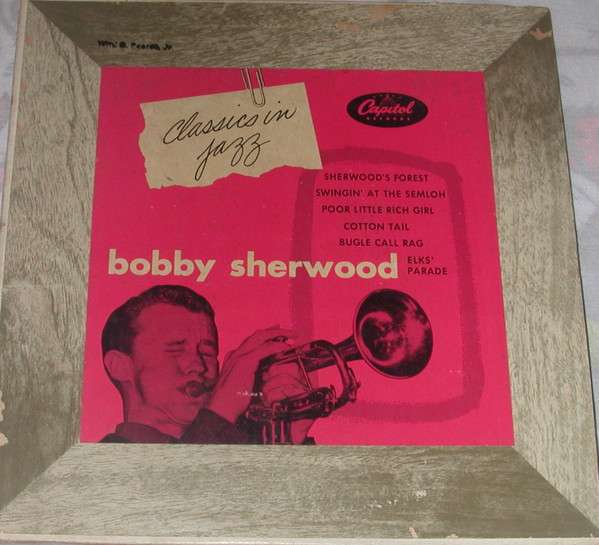 Classics in
jazz
Capitol
RECORDS
SHERWOOD'S FOREST
SWINGIN' AT THE SEMLOH
POOR LITTLE RICH GIRL
COTTON TAIL
BUGLE CALL RAG
bobby sherwood
ELKS'
PARADE